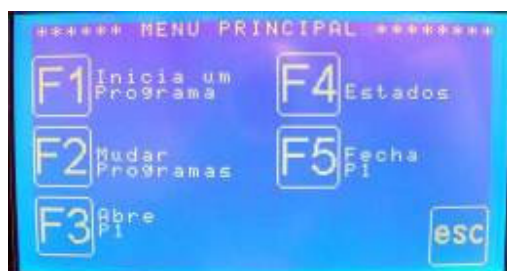 ****** MENU PRINCIPAL ********
F1 Inicia um
Programa
F4 Estados
F2 Mudar
Programas
F5 Fecha
P1
F3 Abre
P1
esc